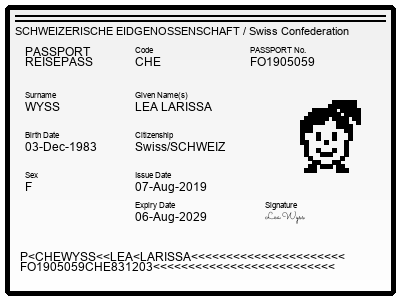 SCHWEIZERISCHE EIDGENOSSENSCHAFT / Swiss Confederation
PASSPORT
REISEPASS
Code
CHE
PASSPORT No.
FO1905059
Surname
WYSS
Given Name(s)
LEA LARISSA
Birth Date
03-Dec-1983
Citizenship
Swiss/SCHWEIZ
Sex
F
Issue Date
07-Aug-2019
Expiry Date
06-Aug-2029
Signature
Lea Wyss
P<CHEWYSS<<LEA<LARISSA<<<<<<<<<<<<<<<<<<<<<<
FO1905059CHE831203<<<<<<<<<<<<<<<<<<<<<<<<<<